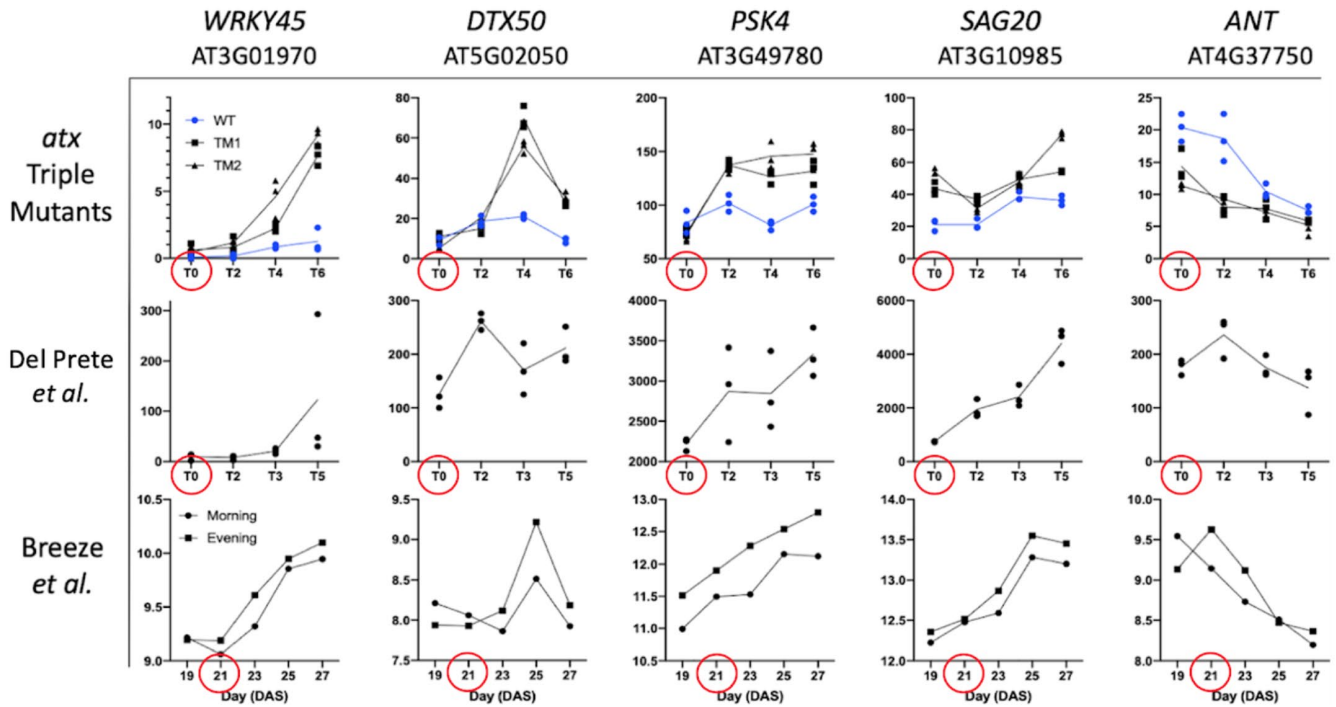 WRKY45 DTX50 PSK4 SAG20 ANT
AT3G01970 AT5G02050 AT3G49780 AT3G10985 AT4G37750
atx
Triple
Mutants
WT
TM1
TM2
10
5
0
T0 T2 T4 T6
80
60
40
20
0
T0 T2 T4 T6
200
150
100
50
T0 T2 T4 T6
100
80
60
40
20
0
T0 T2 T4 T6
25
20
15
10
5
0
T0 T2 T4 T6
Del Prete
et al.
300
200
100
0
T0 T2 T3 T5
300
200
100
0
T0 T2 T3 T5
4000
3500
3000
2500
2000
T0 T2 T3 T5
6000
4000
2000
0
T0 T2 T3 T5
300
200
100
0
T0 T2 T3 T5
Breeze
et al.
Morning
Evening
10.5
10.0
9.5
9.0
19 21 23 25 27
Day (DAS)
9.5
9.0
8.5
8.0
7.5
19 21 23 25 27
Day (DAS)
13.0
12.5
12.0
11.5
11.0
10.5
19 21 23 25 27
Day (DAS)
14.0
13.5
13.0
12.5
12.0
19 21 23 25 27
Day (DAS)
10.0
9.5
9.0
8.5
8.0
19 21 23 25 27
Day (DAS)